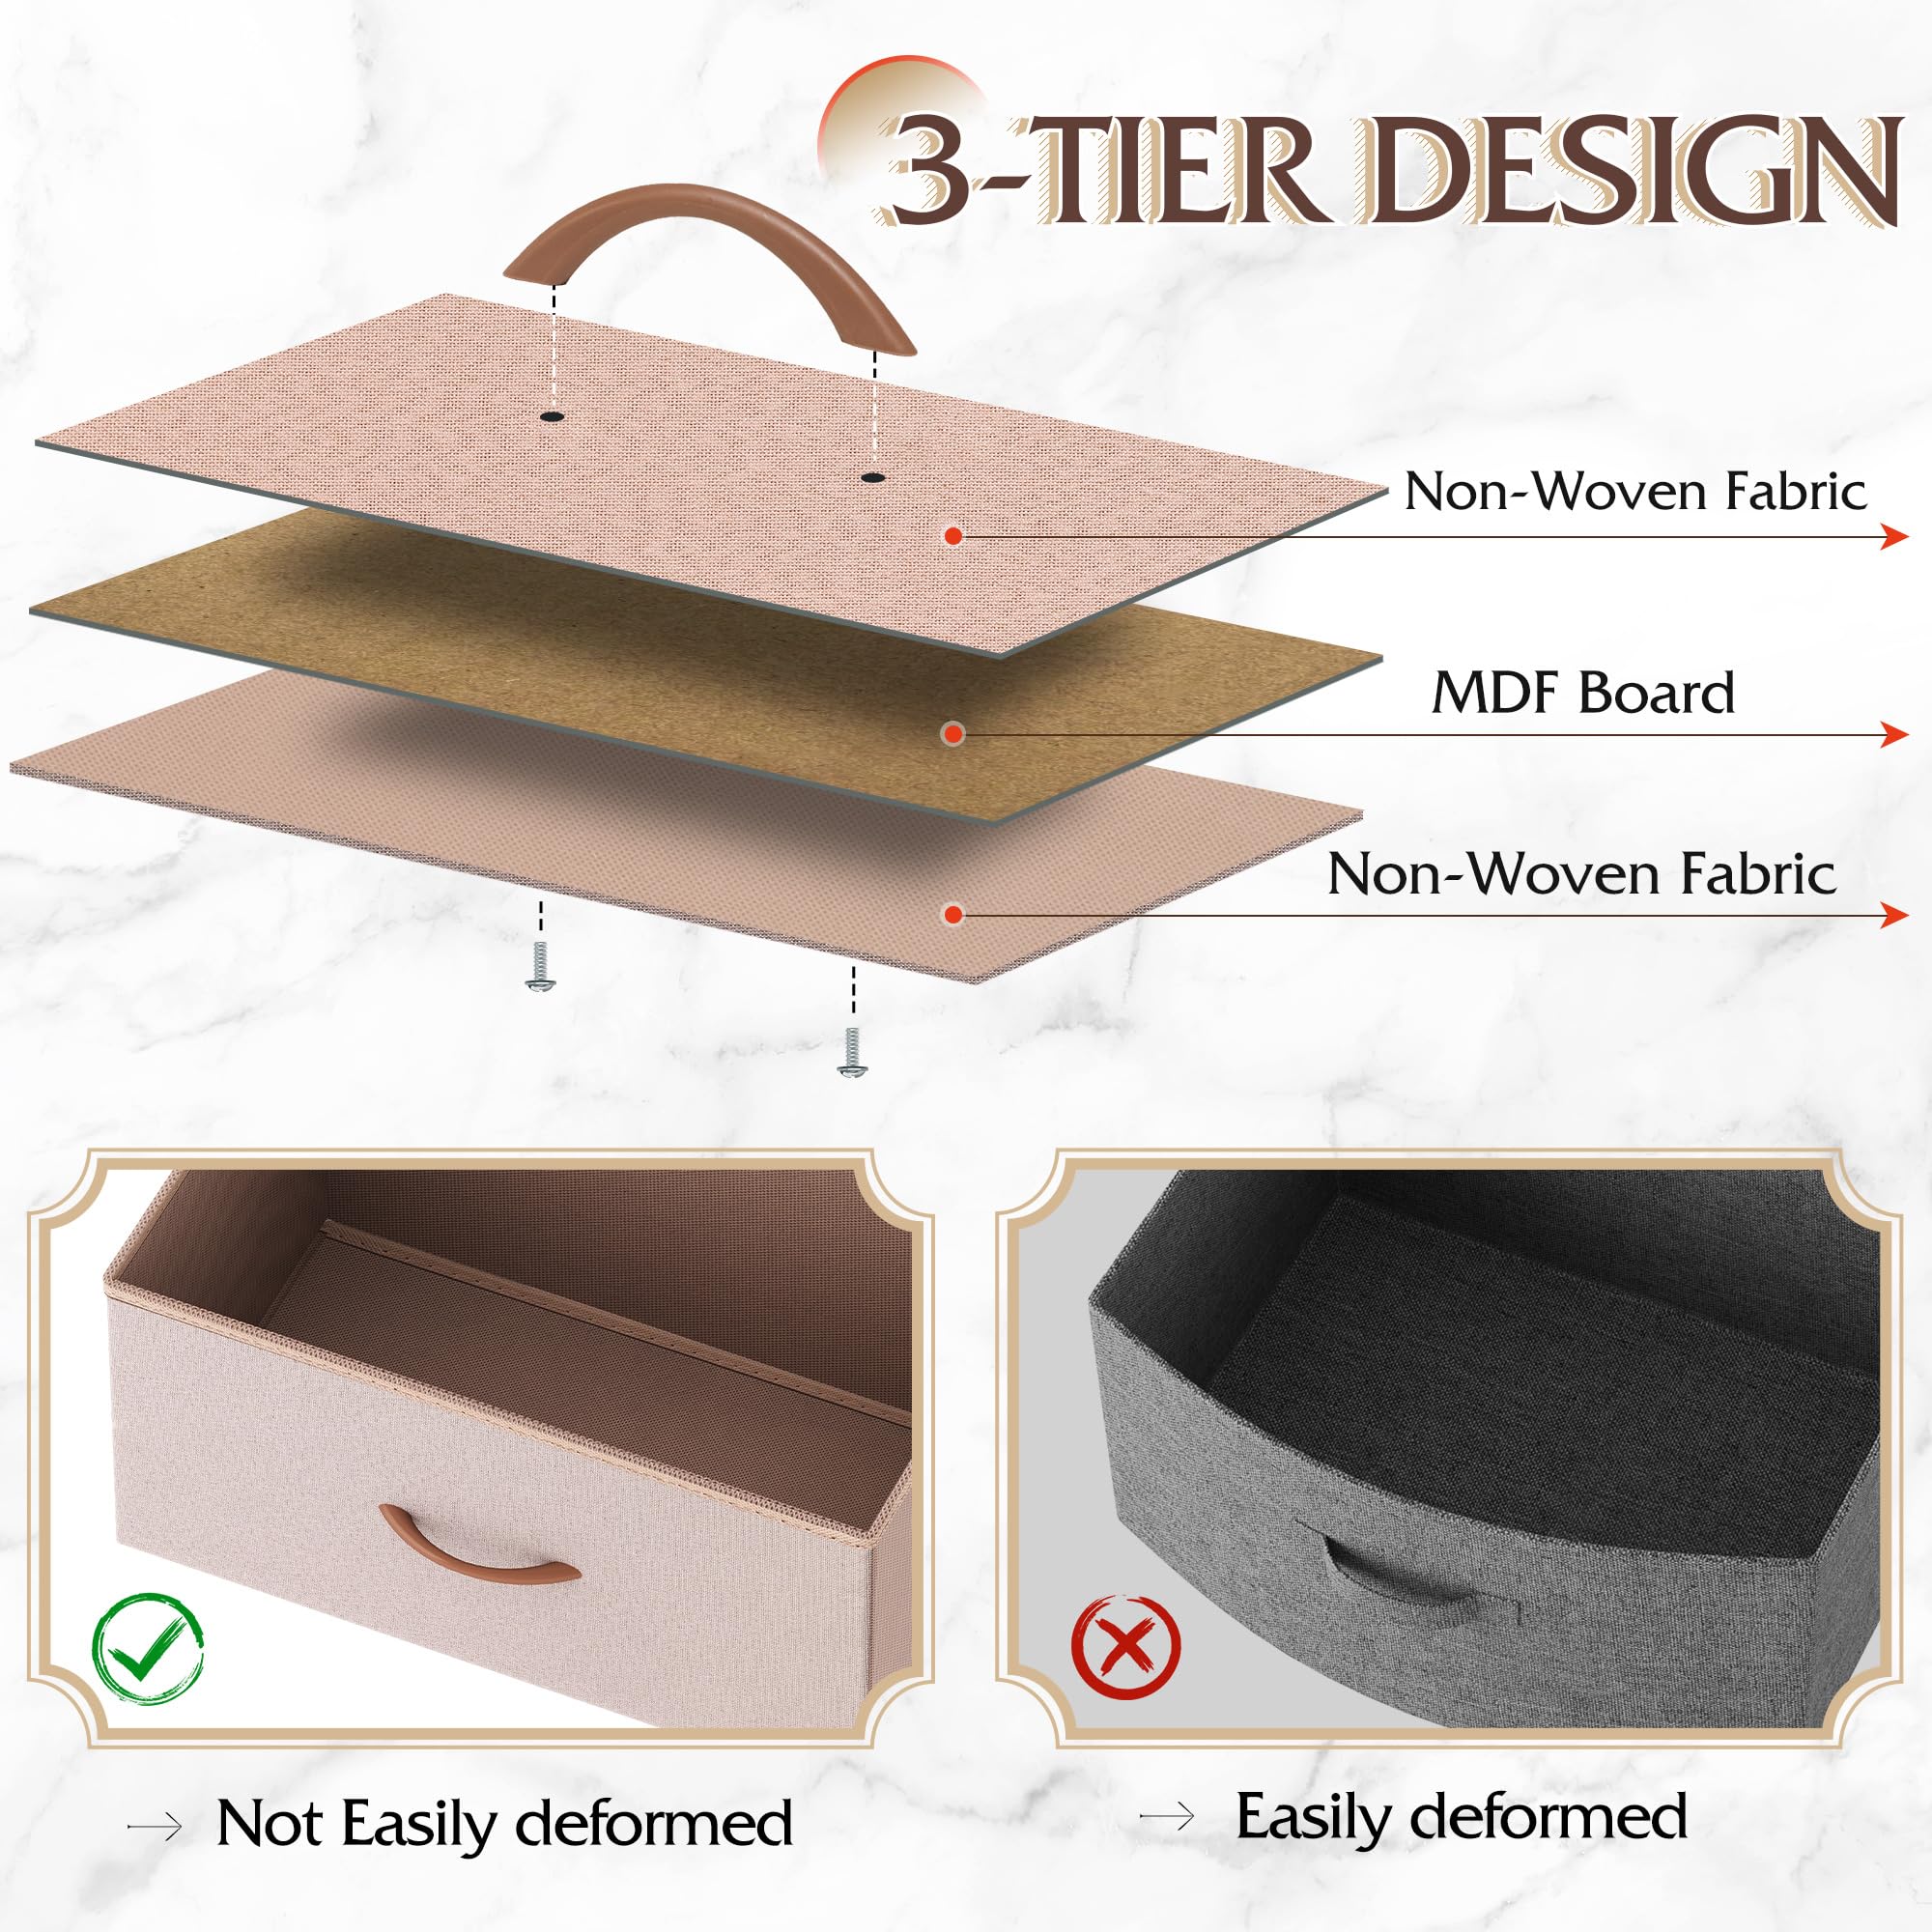 3-TIER DESIGN
Non-Woven Fabric
MDF Board
Non-Woven Fabric
Not Easily deformed
Easily deformed